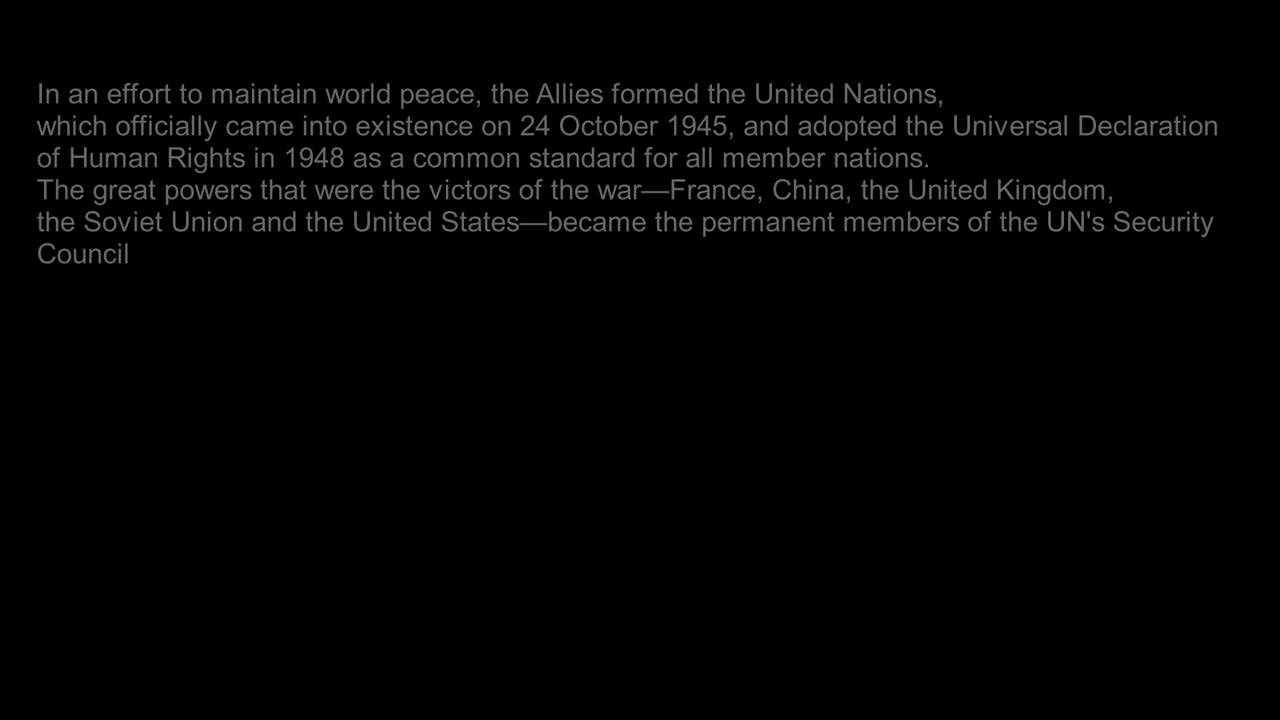 In an effort to maintain world peace, the Allies formed the United Nations,
which officially came into existence on 24 October 1945, and adopted the Universal Declaration
of Human Rights in 1948 as a common standard for all member nations.
The great powers that were the victors of the war—France, China, the United Kingdom,
the Soviet Union and the United States—became the permanent members of the UN's Security
Council